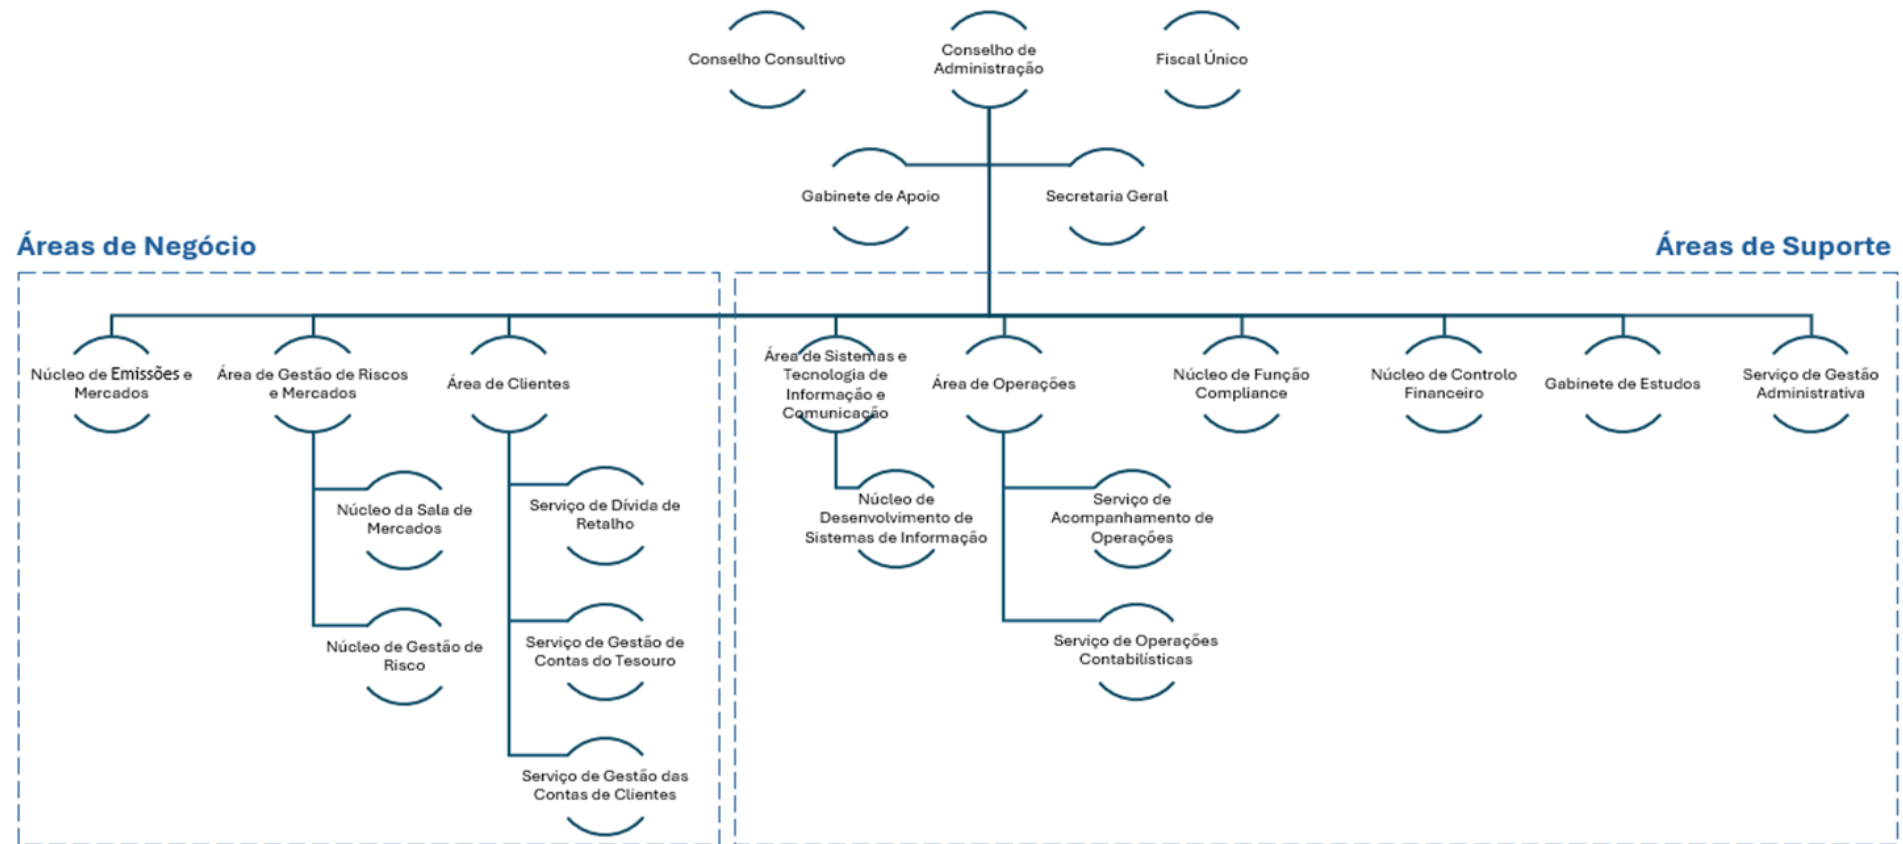 Conselho Consultivo
Conselho de
Administração
Fiscal Único
Gabinete de Apoio
Secretaria Geral
Áreas de Negócio
Áreas de Suporte
Núcleo de Emissões e
Mercados
Área de Gestão de Riscos
e Mercados
Área de Clientes
Área de Sistemas e
Tecnologia de
Informação e
Comunicação
Área de Operações
Núcleo de Função
Compliance
Núcleo de Controlo
Financeiro
Gabinete de Estudos
Serviço de Gestão
Administrativa
Núcleo da Sala de
Mercados
Serviço de Dívida de
Retalho
Núcleo de
Desenvolvimento de
Sistemas de Informação
Serviço de
Acompanhamento de
Operações
Núcleo de Gestão de
Risco
Serviço de Gestão de
Contas do Tesouro
Serviço de Operações
Contabilísticas
Serviço de Gestão das
Contas de Clientes